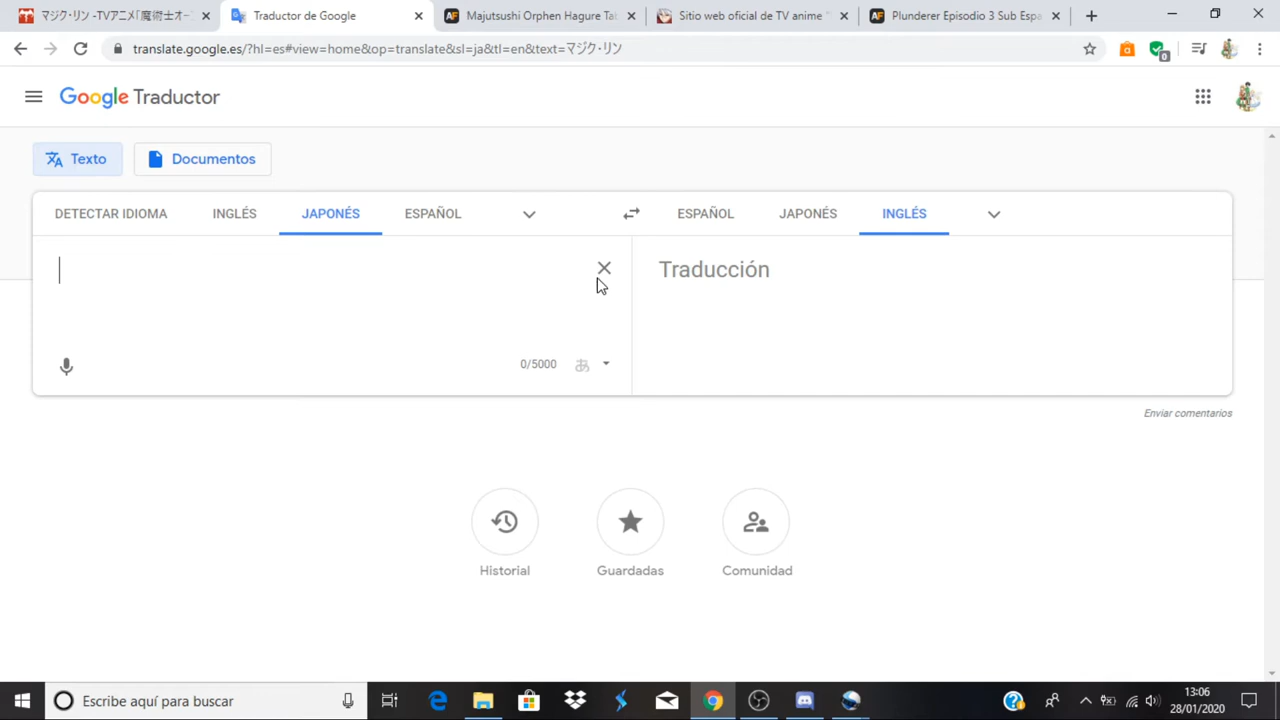 マジク・リン -TVアニメ「魔術士オー
Traductor de Google
Majutsushi Orphen Hagure Tab
Sitio web oficial de TV anime "
Plunderer Episodio 3 Sub Espa
translate.google.es/?hl=es#view=home&op=translate&sl=ja&tl=en&text=マジク・リン
0
Google Traductor
Texto
Documentos
DETECTAR IDIOMA
INGLÉS
JAPONÉS
ESPAÑOL
ESPAÑOL
JAPONÉS
INGLÉS
Traducción
0/5000
あ
Enviar comentarios
Historial
Guardadas
Comunidad
Escribe aquí para buscar
13:06
28/01/2020